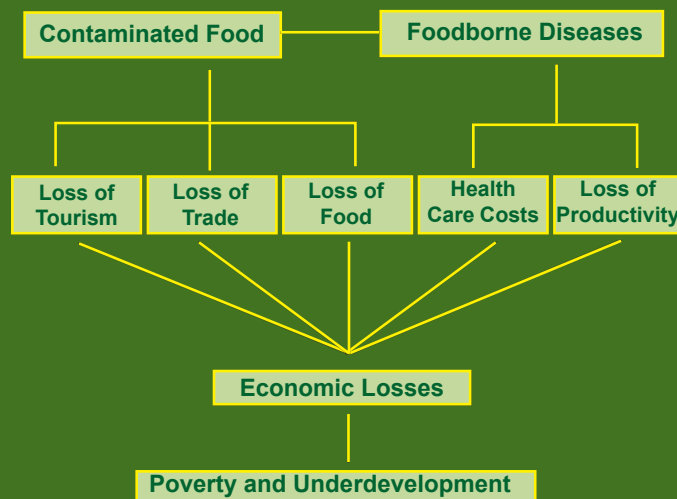 Contaminated Food
Foodborne Diseases
Loss of
Tourism
Loss of
Trade
Loss of
Food
Health
Care Costs
Loss of
Productivity
Economic Losses
Poverty and Underdevelopment